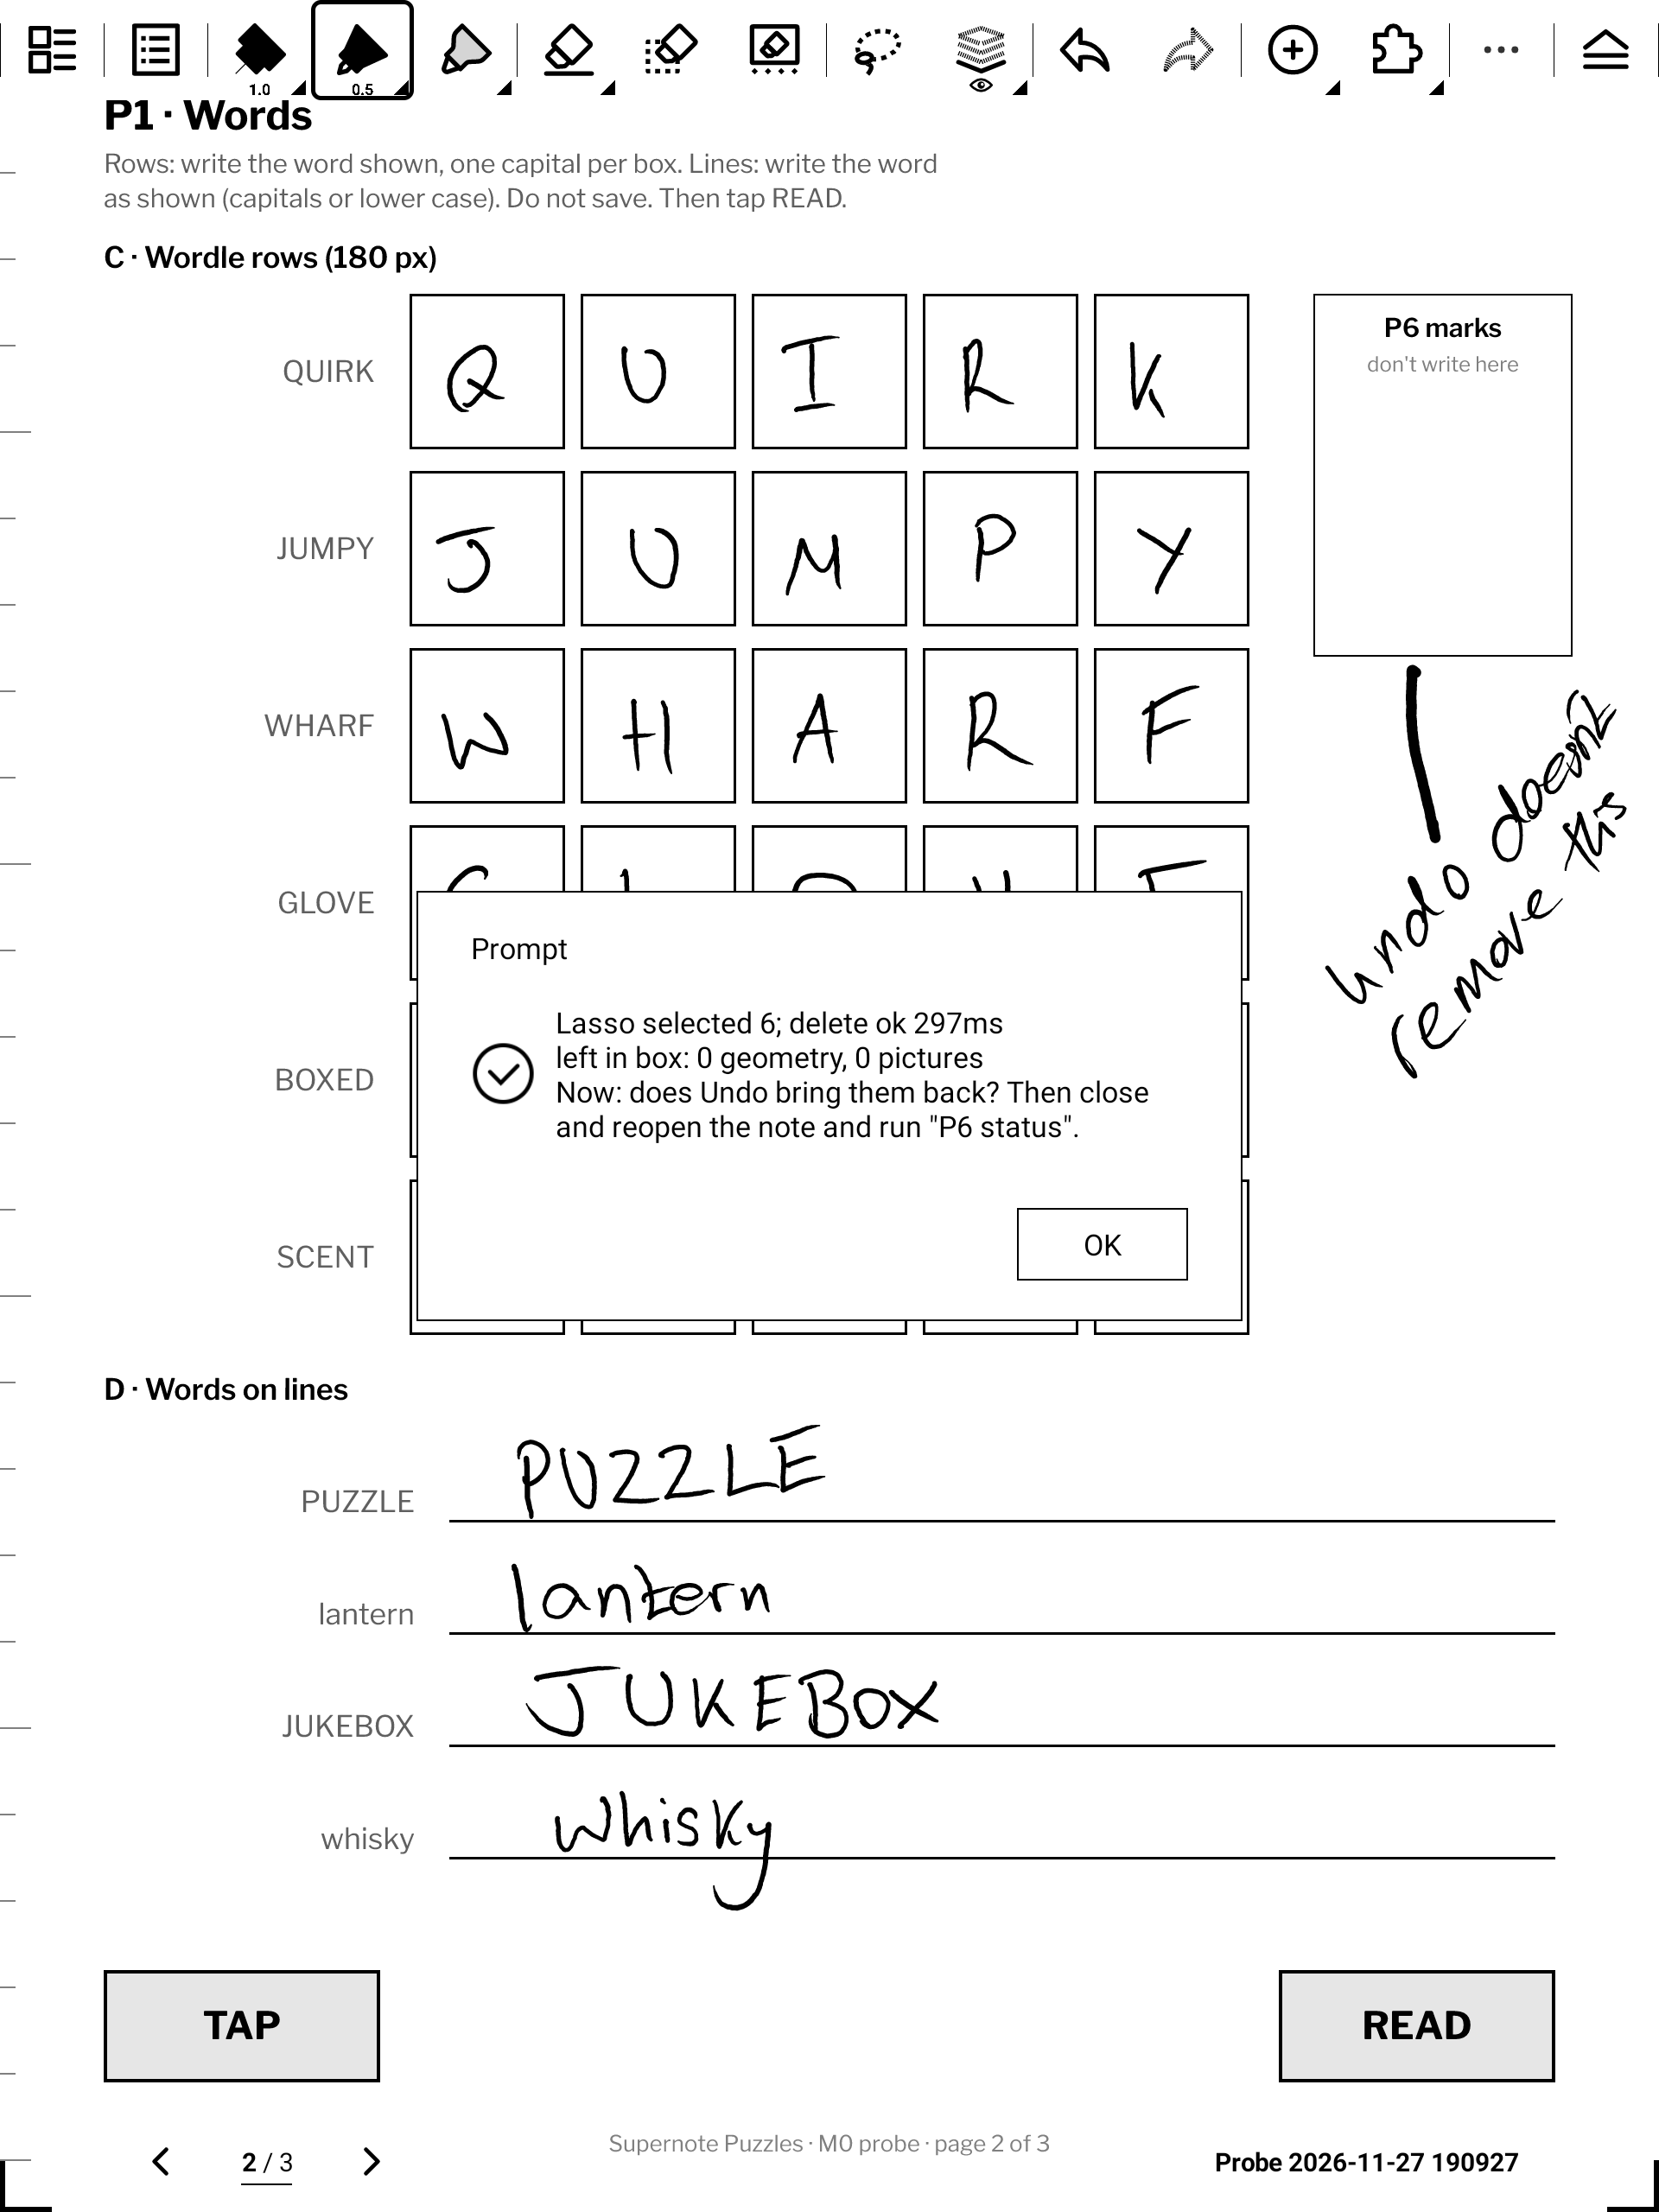 1.0
0.5
P1 · Words
Rows: write the word shown, one capital per box. Lines: write the word
as shown (capitals or lower case). Do not save. Then tap READ.
C · Wordle rows (180 px)
QUIRK Q U I R K
P6 marks
don't write here
JUMPY J U M P Y
WHARF W H A R F
undo doesn't
remove this
GLOVE
BOXED
SCENT
Prompt
Lasso selected 6; delete ok 297ms
left in box: 0 geometry, 0 pictures
Now: does Undo bring them back? Then close
and reopen the note and run "P6 status".
OK
D · Words on lines
PUZZLE PUZZLE
lantern lantern
JUKEBOX JUKEBOX
whisky whisky
TAP
READ
2 / 3
Supernote Puzzles · M0 probe · page 2 of 3
Probe 2026-11-27 190927